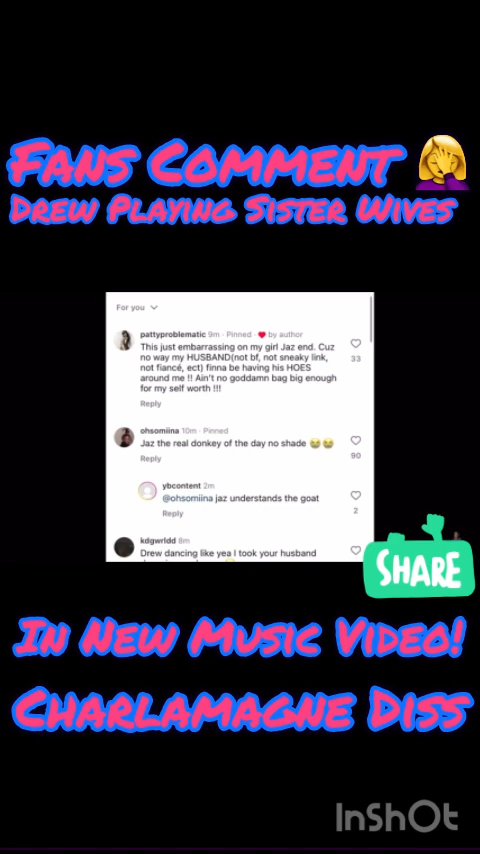 Fans Comment 🤦‍♀️
Drew Playing Sister Wives
For you
pattyproblematic 9m · Pinned · ❤️ by author
This just embarrassing on my girl Jaz end. Cuz
no way my HUSBAND(not bf, not sneaky link,
not fiancé, ect) finna be having his HOES
around me !! Ain't no goddamn bag big enough
for my self worth !!!
33
Reply
ohsomiina 10m · Pinned
Jaz the real donkey of the day no shade 😭😭
90
Reply
ybcontent 2m
@ohsomiina jaz understands the goat
2
Reply
kdgwrldd 8m
Drew dancing like yea I took your husband
SHARE
In New Music Video!
Charlamagne Diss
InShOt